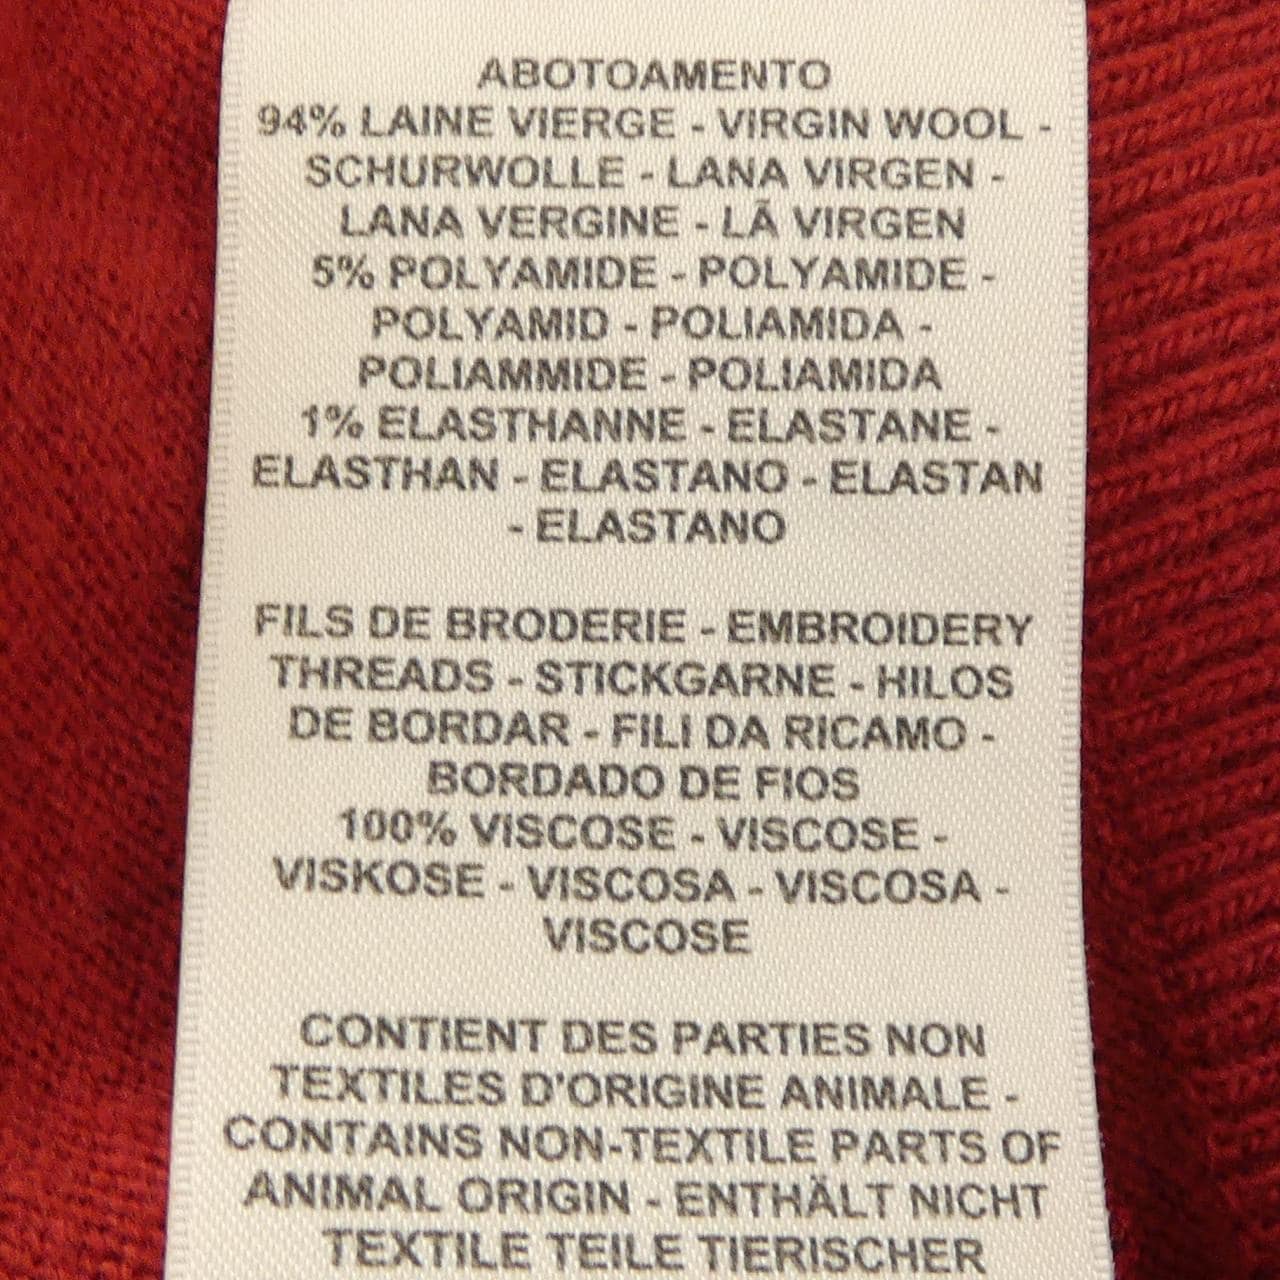 ABOTOAMENTO
94% LAINE VIERGE - VIRGIN WOOL -
SCHURWOLLE - LANA VIRGEN -
LANA VERGINE - LÃ VIRGEN
5% POLYAMIDE - POLYAMIDE -
POLYAMID - POLIAMIDA -
POLIAMMIDE - POLIAMIDA
1% ELASTHANNE - ELASTANE -
ELASTHAN - ELASTANO - ELASTAN
- ELASTANO
FILS DE BRODERIE - EMBROIDERY
THREADS - STICKGARNE - HILOS
DE BORDAR - FILI DA RICAMO -
BORDADO DE FIOS
100% VISCOSE - VISCOSE -
VISKOSE - VISCOSA - VISCOSA -
VISCOSE
CONTIENT DES PARTIES NON
TEXTILES D'ORIGINE ANIMALE -
CONTAINS NON-TEXTILE PARTS OF
ANIMAL ORIGIN - ENTHÄLT NICHT
TEXTILE TEILE TIERISCHER